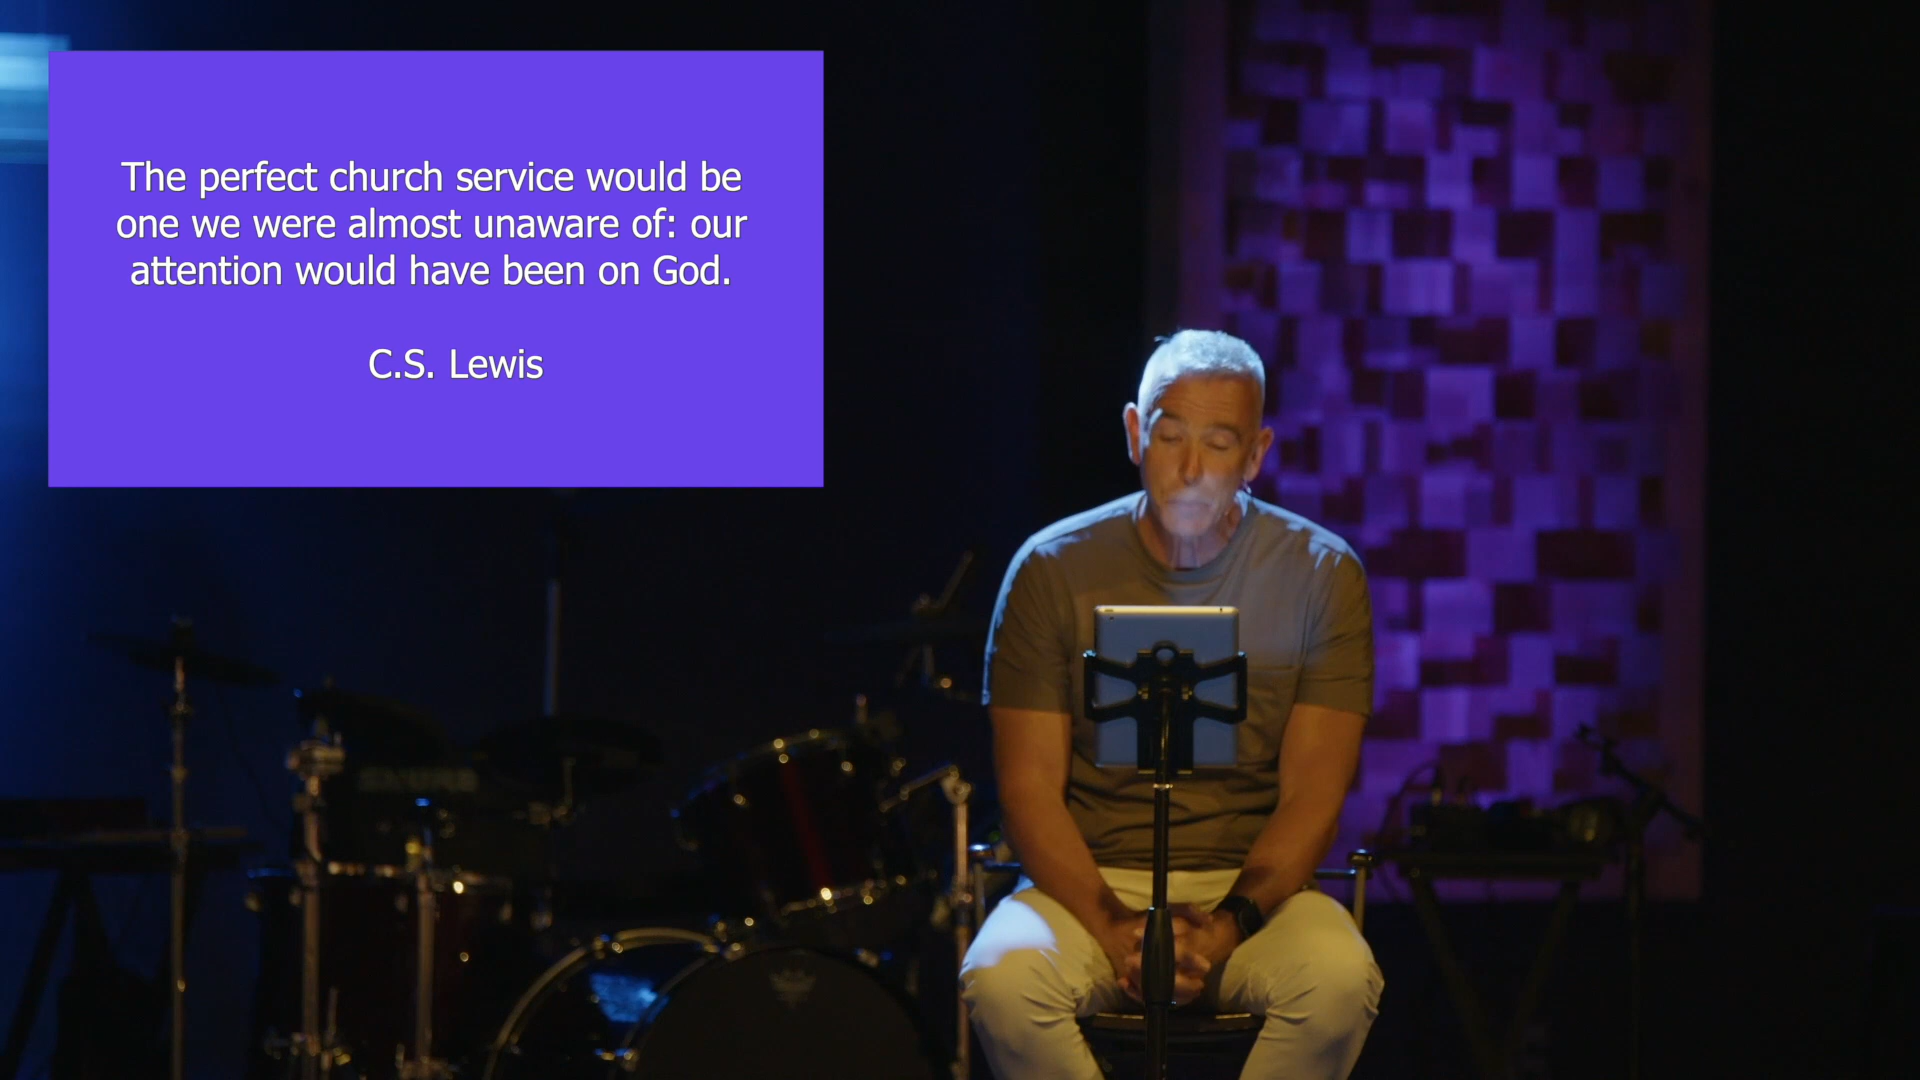 The perfect church service would be
one we were almost unaware of: our
attention would have been on God.
C.S. Lewis